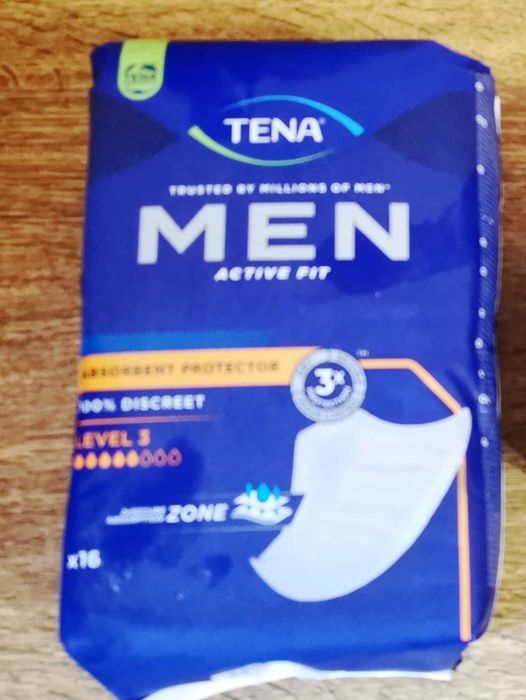 TENA
TRUSTED BY MILLIONS OF MEN*
MEN
ACTIVE FIT
ABSORBENT PROTECTOR
3x
100% DISCREET
LEVEL 3
ZONE
x16